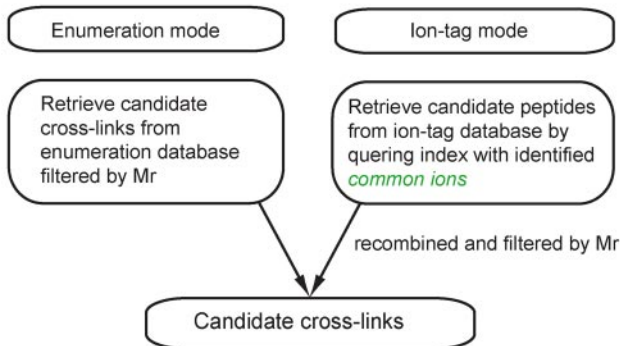 Enumeration mode
Ion-tag mode
Retrieve candidate
cross-links from
enumeration database
filtered by Mr
Retrieve candidate peptides
from ion-tag database by
quering index with identified
common ions
recombined and filtered by Mr
Candidate cross-links